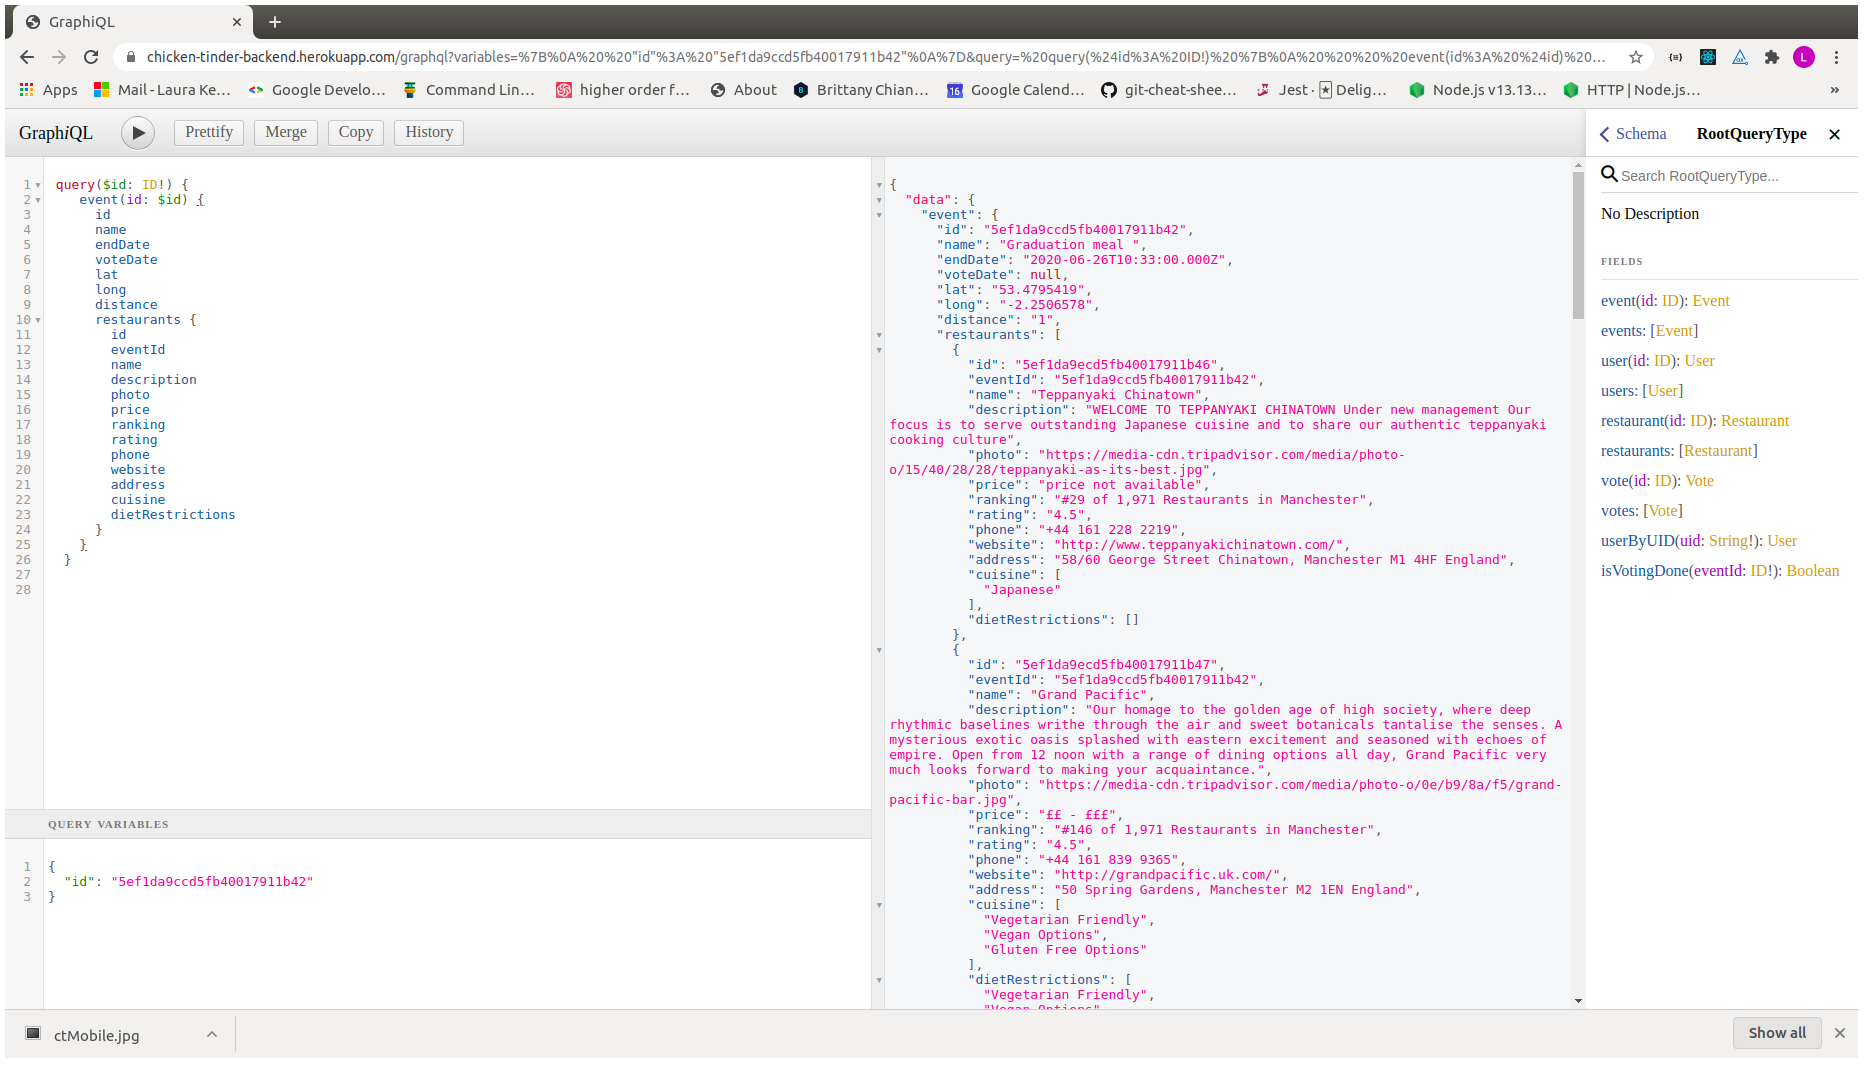 GraphiQL
chicken-tinder-backend.herokuapp.com/graphql?variables=%7B%0A%20%20"id"%3A%20"5ef1da9ccd5fb40017911b42"%0A%7D&query=%20query(%24id%3A%20ID!)%20%7B%0A%20%20%20%20event(id%3A%20%24id)%20...
L
Apps Mail - Laura Ke... Google Develo... Command Lin... higher order f... About Brittany Chian... Google Calend... git-cheat-shee... Jest · Delig... Node.js v13.13... HTTP | Node.js... »
GraphiQL Prettify Merge Copy History
1 query($id: ID!) {
2 event(id: $id) {
3 id
4 name
5 endDate
6 voteDate
7 lat
8 long
9 distance
10 restaurants {
11 id
12 eventId
13 name
14 description
15 photo
16 price
17 ranking
18 rating
19 phone
20 website
21 address
22 cuisine
23 dietRestrictions
24 }
25 }
26 }
27
28
QUERY VARIABLES
1 {
2 "id": "5ef1da9ccd5fb40017911b42"
3 }
{
"data": {
"event": {
"id": "5ef1da9ccd5fb40017911b42",
"name": "Graduation meal ",
"endDate": "2020-06-26T10:33:00.000Z",
"voteDate": null,
"lat": "53.4795419",
"long": "-2.2506578",
"distance": "1",
"restaurants": [
{
"id": "5ef1da9ecd5fb40017911b46",
"eventId": "5ef1da9ccd5fb40017911b42",
"name": "Teppanyaki Chinatown",
"description": "WELCOME TO TEPPANYAKI CHINATOWN Under new management Our
focus is to serve outstanding Japanese cuisine and to share our authentic teppanyaki
cooking culture",
"photo": "https://media-cdn.tripadvisor.com/media/photo-
o/15/40/28/28/teppanyaki-as-its-best.jpg",
"price": "price not available",
"ranking": "#29 of 1,971 Restaurants in Manchester",
"rating": "4.5",
"phone": "+44 161 228 2219",
"website": "http://www.teppanyakichinatown.com/",
"address": "58/60 George Street Chinatown, Manchester M1 4HF England",
"cuisine": [
"Japanese"
],
"dietRestrictions": []
},
{
"id": "5ef1da9ecd5fb40017911b47",
"eventId": "5ef1da9ccd5fb40017911b42",
"name": "Grand Pacific",
"description": "Our homage to the golden age of high society, where deep
rhythmic baselines writhe through the air and sweet botanicals tantalise the senses. A
mysterious exotic oasis splashed with eastern excitement and seasoned with echoes of
empire. Open from 12 noon with a range of dining options all day, Grand Pacific very
much looks forward to making your acquaintance.",
"photo": "https://media-cdn.tripadvisor.com/media/photo-o/0e/b9/8a/f5/grand-
pacific-bar.jpg",
"price": "££ - £££",
"ranking": "#146 of 1,971 Restaurants in Manchester",
"rating": "4.5",
"phone": "+44 161 839 9365",
"website": "http://grandpacific.uk.com/",
"address": "50 Spring Gardens, Manchester M2 1EN England",
"cuisine": [
"Vegetarian Friendly",
"Vegan Options",
"Gluten Free Options"
],
"dietRestrictions": [
"Vegetarian Friendly",
"Vegan Options",
Schema RootQueryType
Search RootQueryType...
No Description
FIELDS
event(id: ID): Event
events: [Event]
user(id: ID): User
users: [User]
restaurant(id: ID): Restaurant
restaurants: [Restaurant]
vote(id: ID): Vote
votes: [Vote]
userByUID(uid: String!): User
isVotingDone(eventId: ID!): Boolean
ctMobile.jpg
Show all